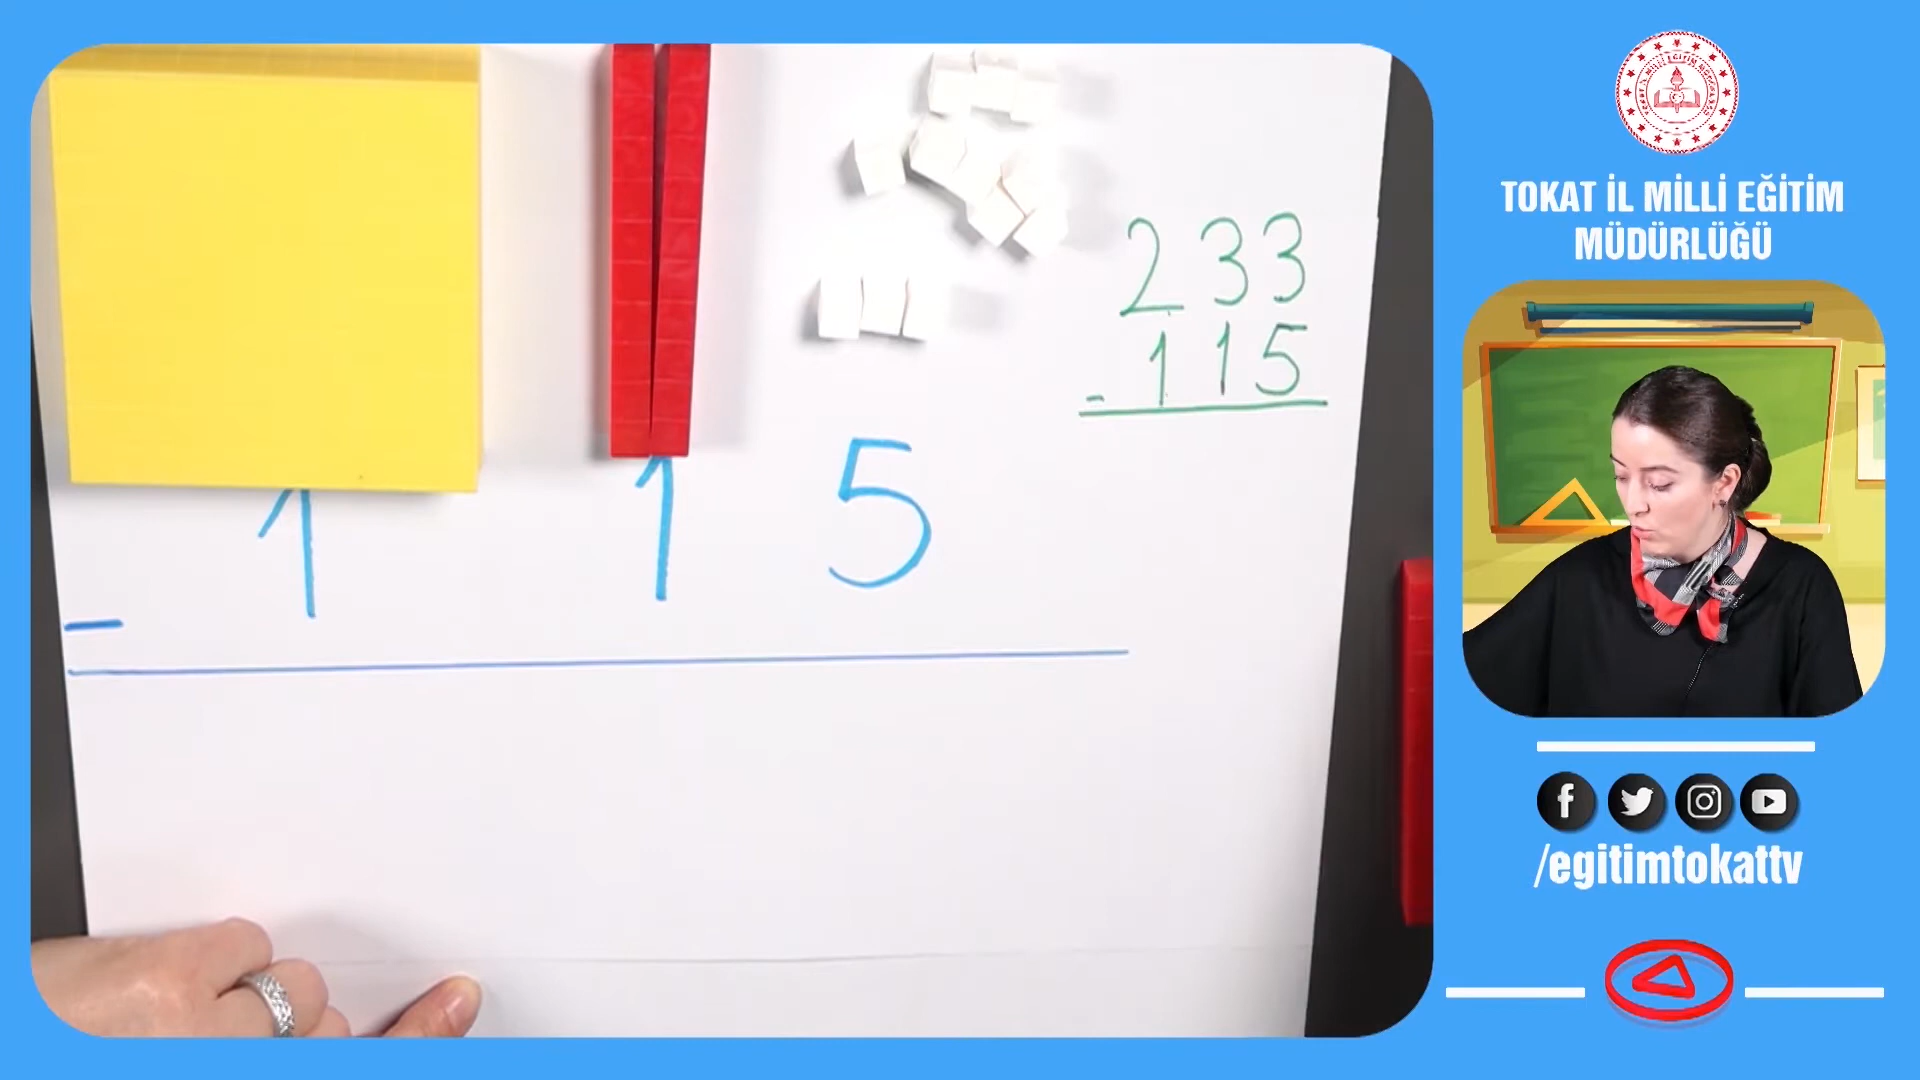 233
115
-
1 1 5
-
TOKAT İL MİLLİ EĞİTİM
MÜDÜRLÜĞÜ
/egitimtokattv